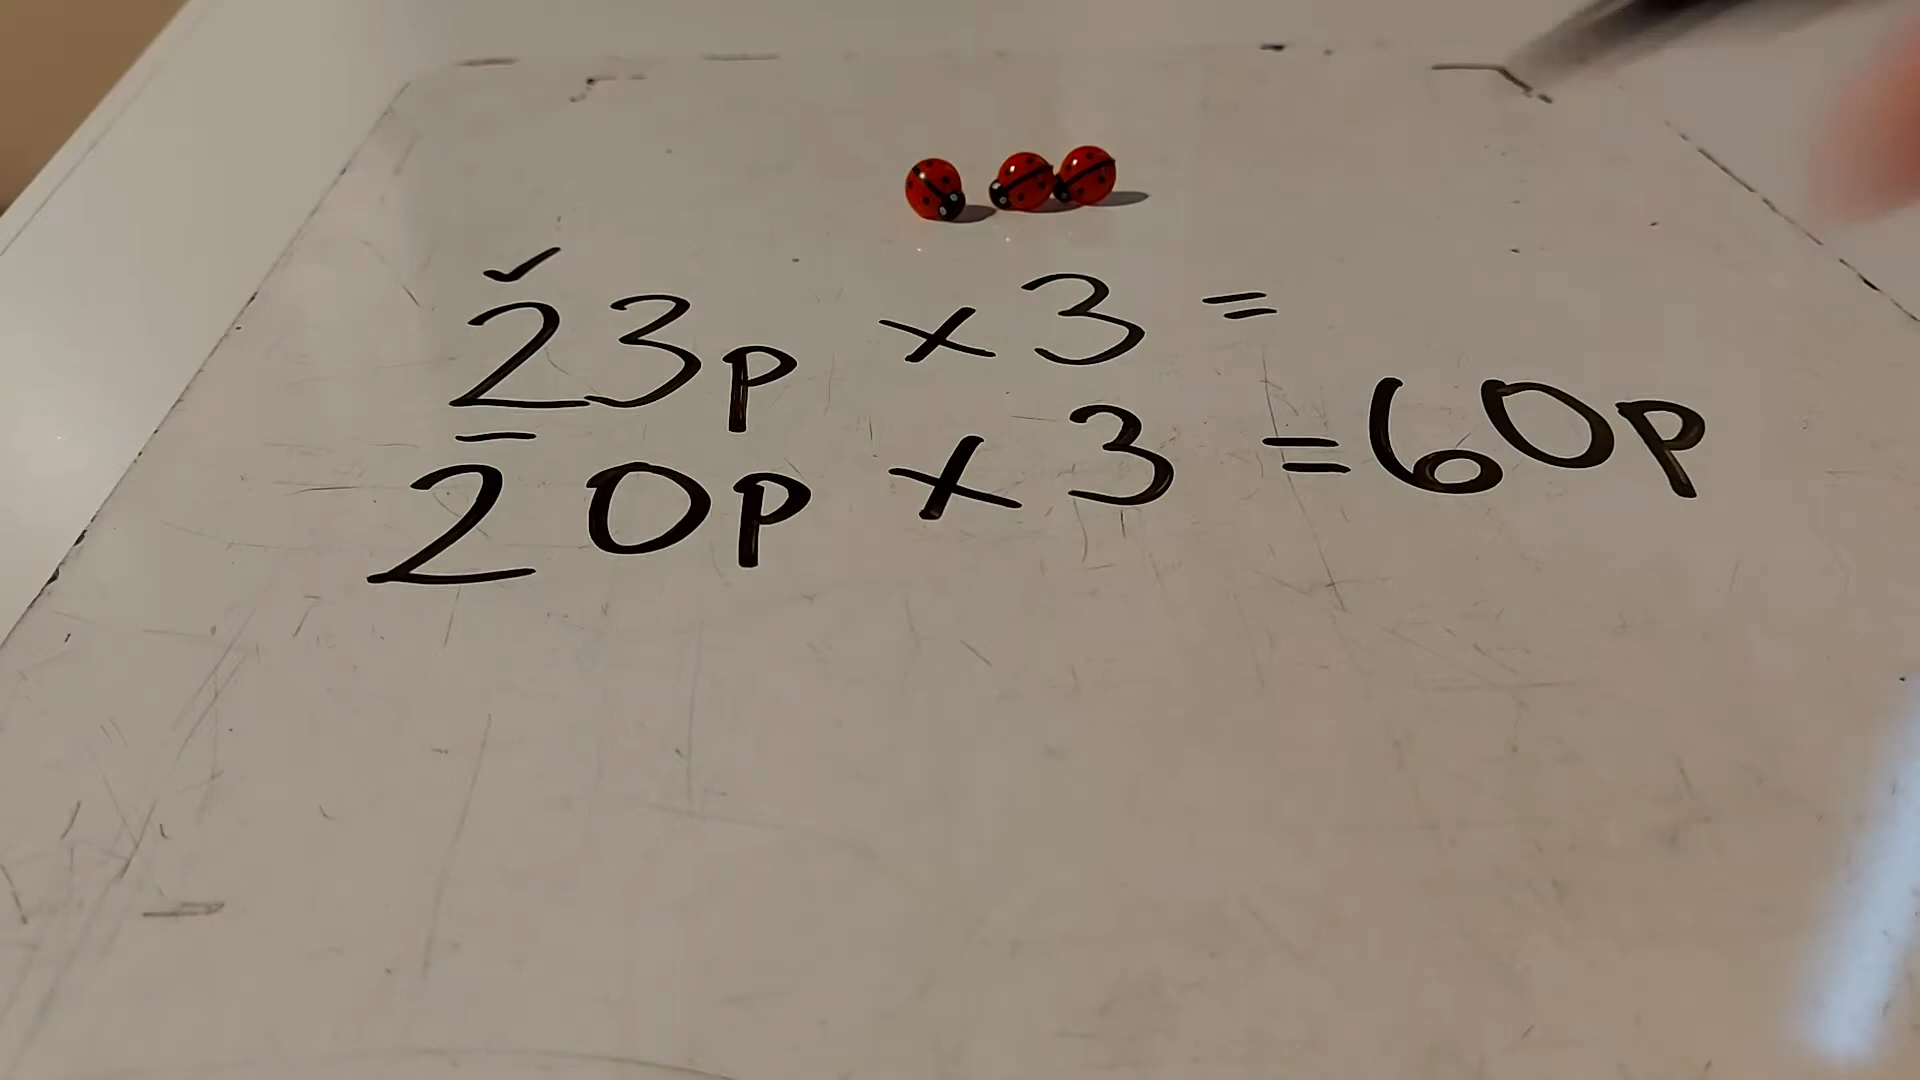 23p × 3 =
20p × 3 = 60p